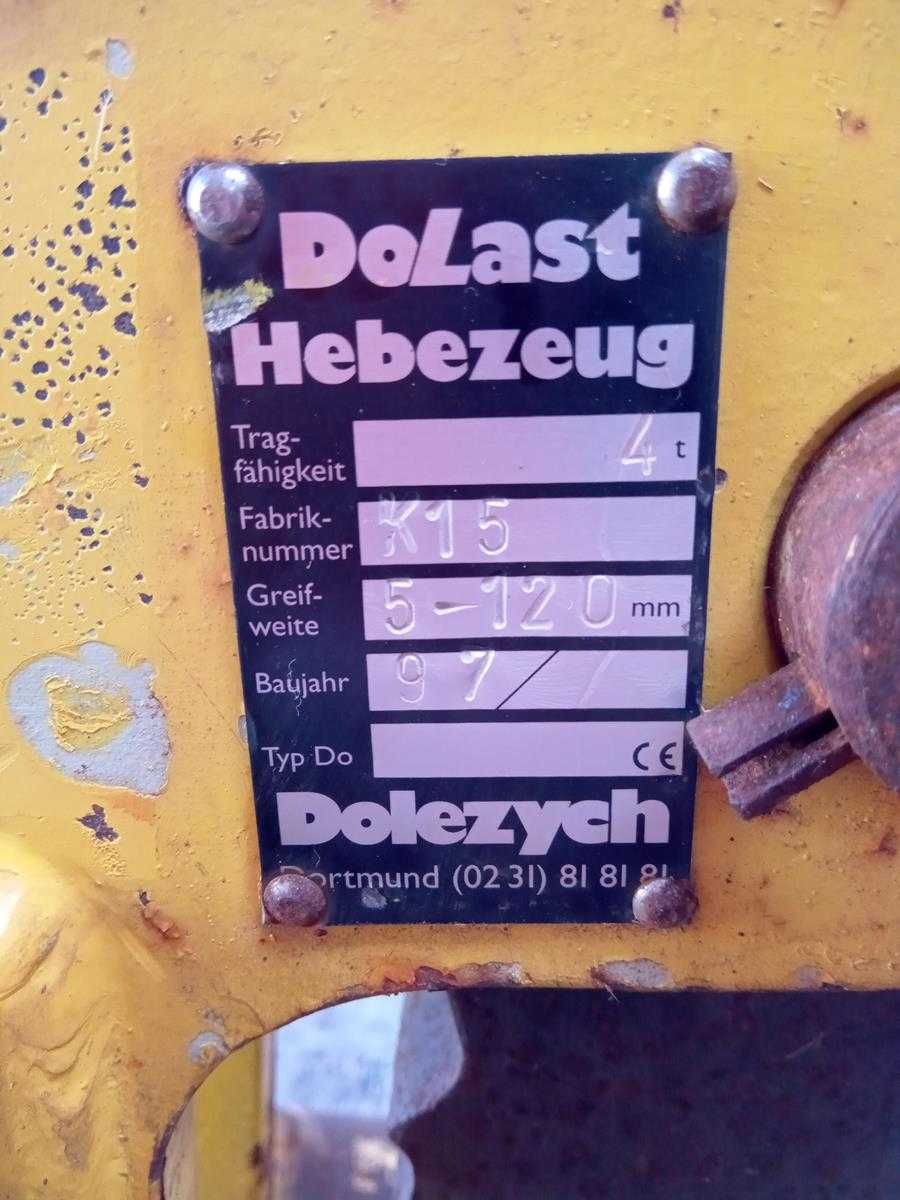 DoLast
Hebezeug
Trag-
fähigkeit 4 t
Fabrik-
nummer K15
Greif-
weite 5-120 mm
Baujahr 97/
Typ Do CE
Dolezych
Dortmund (02 31) 81 81 81